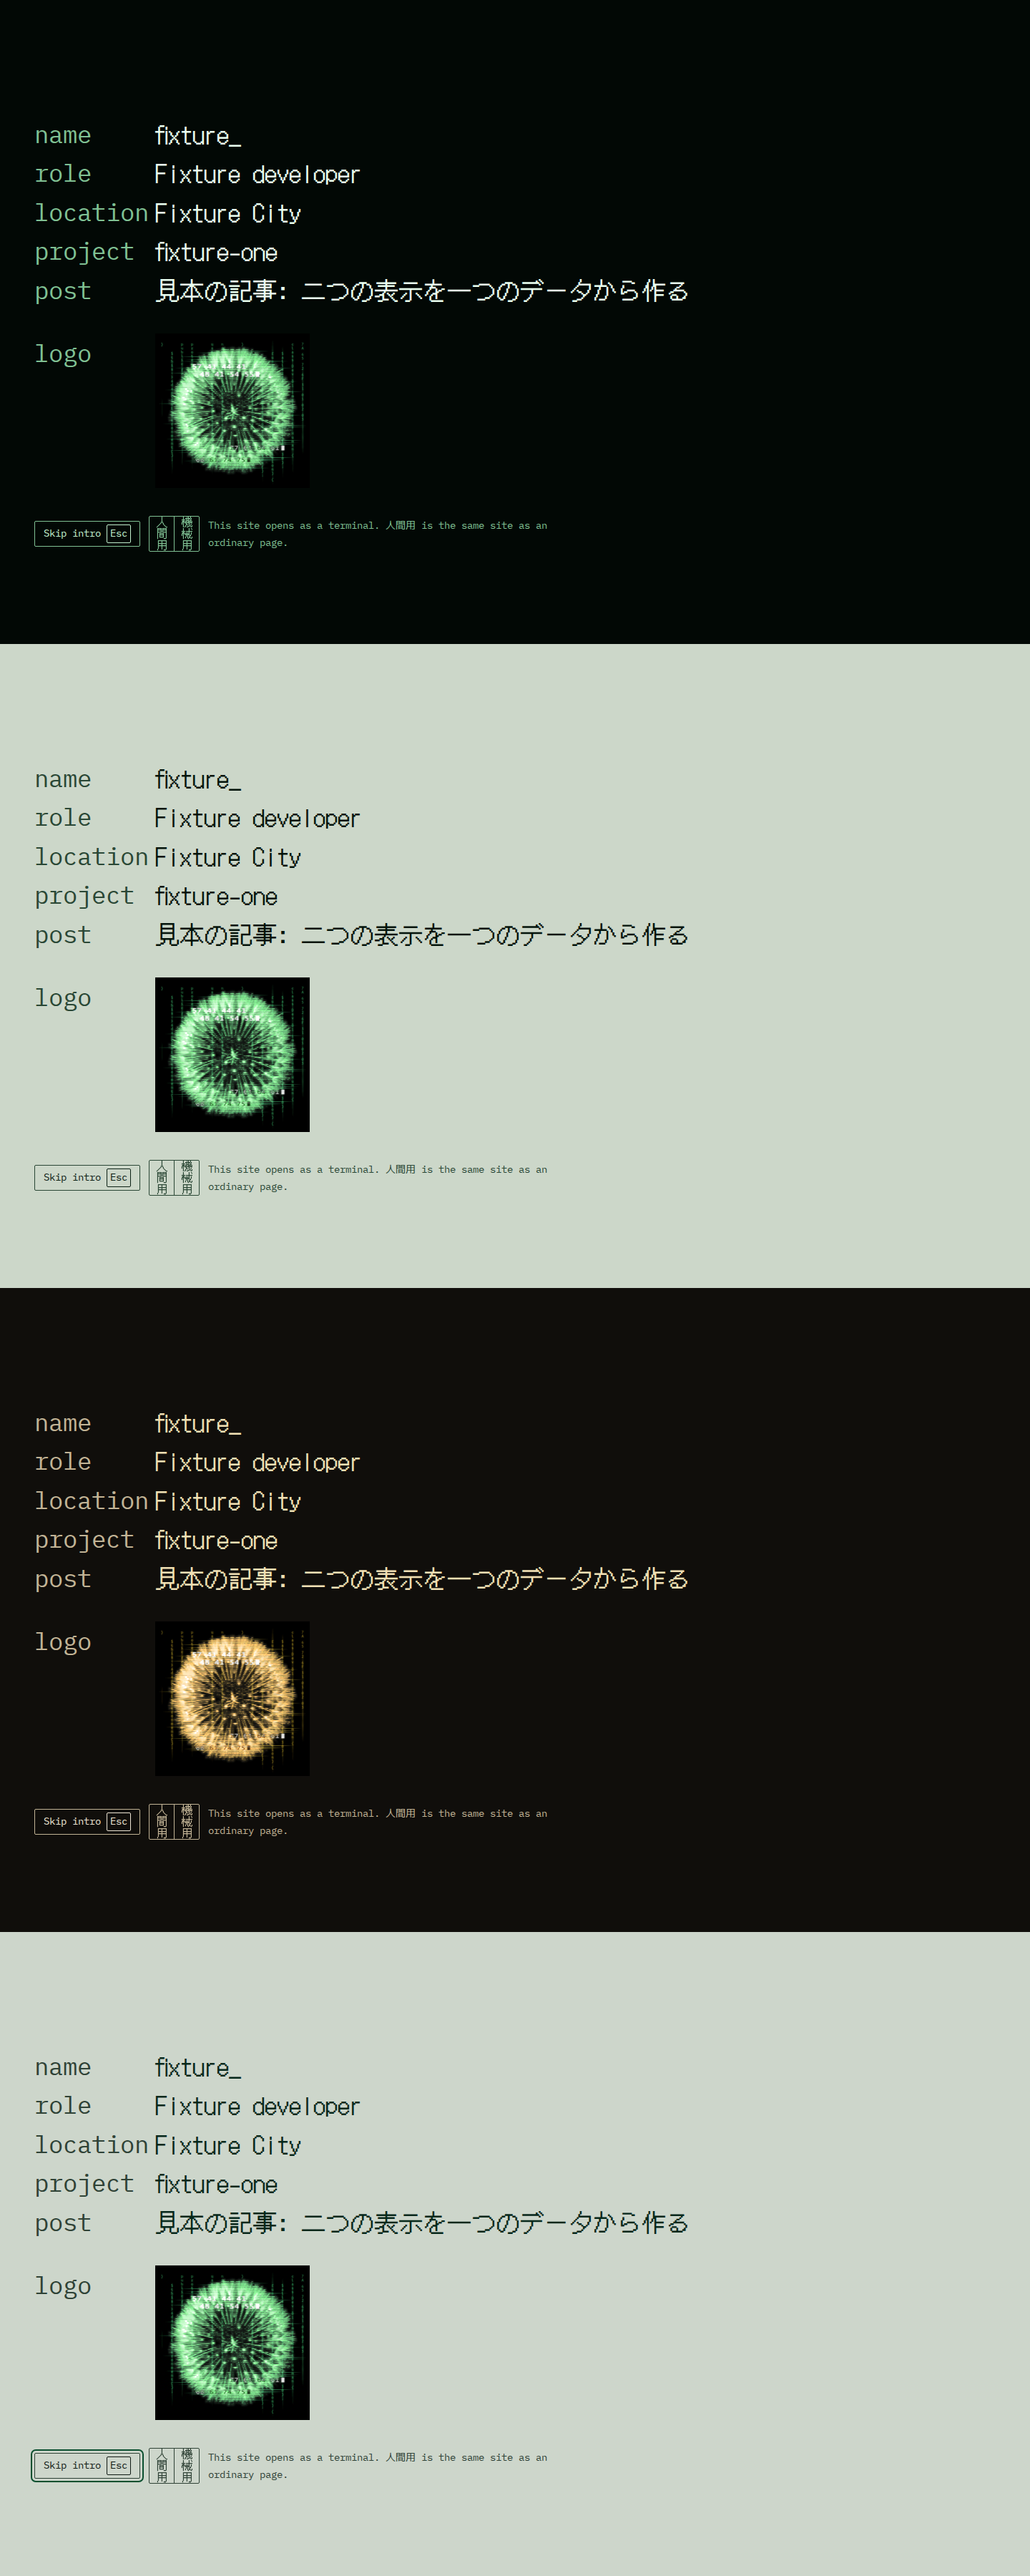 name fixture_
role Fixture developer
location Fixture City
project fixture-one
post 見本の記事: 二つの表示を一つのデータから作る
logo
Skip intro Esc 人間用 機械用 This site opens as a terminal. 人間用 is the same site as an
ordinary page.
name fixture_
role Fixture developer
location Fixture City
project fixture-one
post 見本の記事: 二つの表示を一つのデータから作る
logo
Skip intro Esc 人間用 機械用 This site opens as a terminal. 人間用 is the same site as an
ordinary page.
name fixture_
role Fixture developer
location Fixture City
project fixture-one
post 見本の記事: 二つの表示を一つのデータから作る
logo
Skip intro Esc 人間用 機械用 This site opens as a terminal. 人間用 is the same site as an
ordinary page.
name fixture_
role Fixture developer
location Fixture City
project fixture-one
post 見本の記事: 二つの表示を一つのデータから作る
logo
Skip intro Esc 人間用 機械用 This site opens as a terminal. 人間用 is the same site as an
ordinary page.